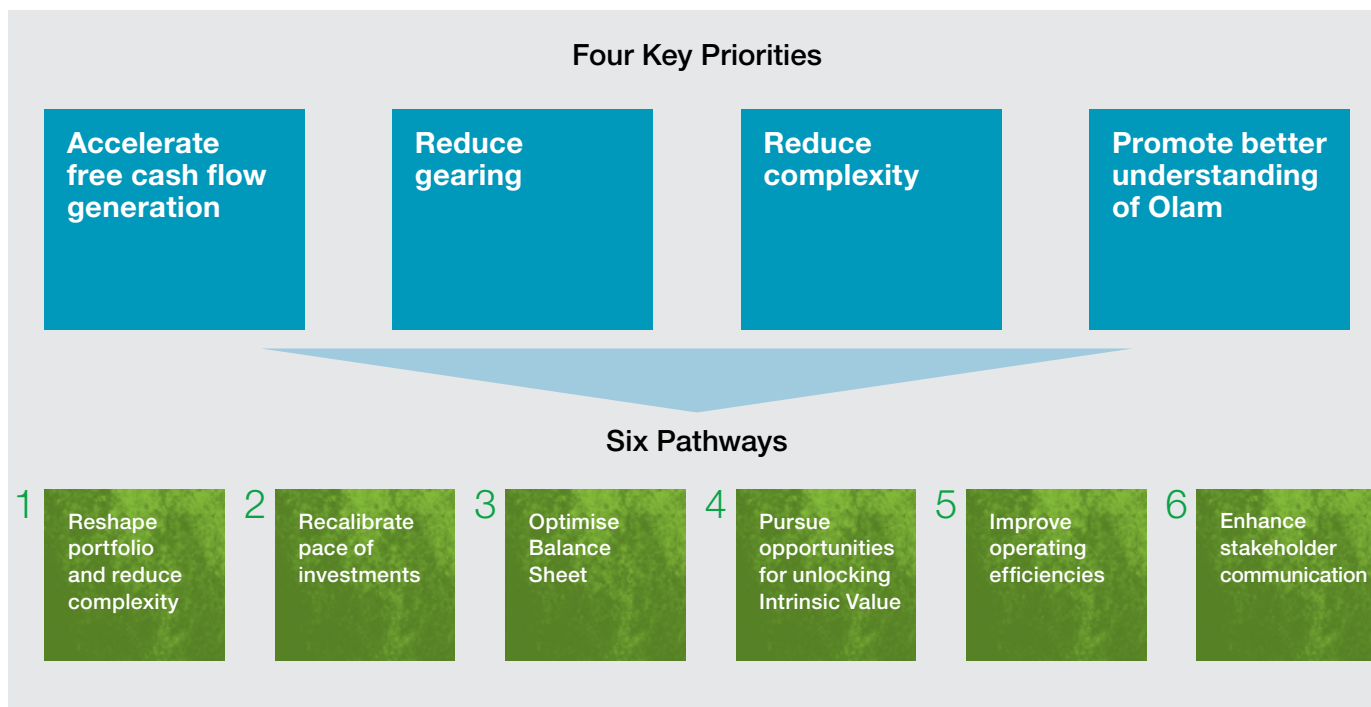 Four Key Priorities
Accelerate
free cash flow
generation
Reduce
gearing
Reduce
complexity
Promote better
understanding
of Olam
Six Pathways
1
Reshape
portfolio
and reduce
complexity
2
Recalibrate
pace of
investments
3
Optimise
Balance
Sheet
4
Pursue
opportunities
for unlocking
Intrinsic Value
5
Improve
operating
efficiencies
6
Enhance
stakeholder
communication